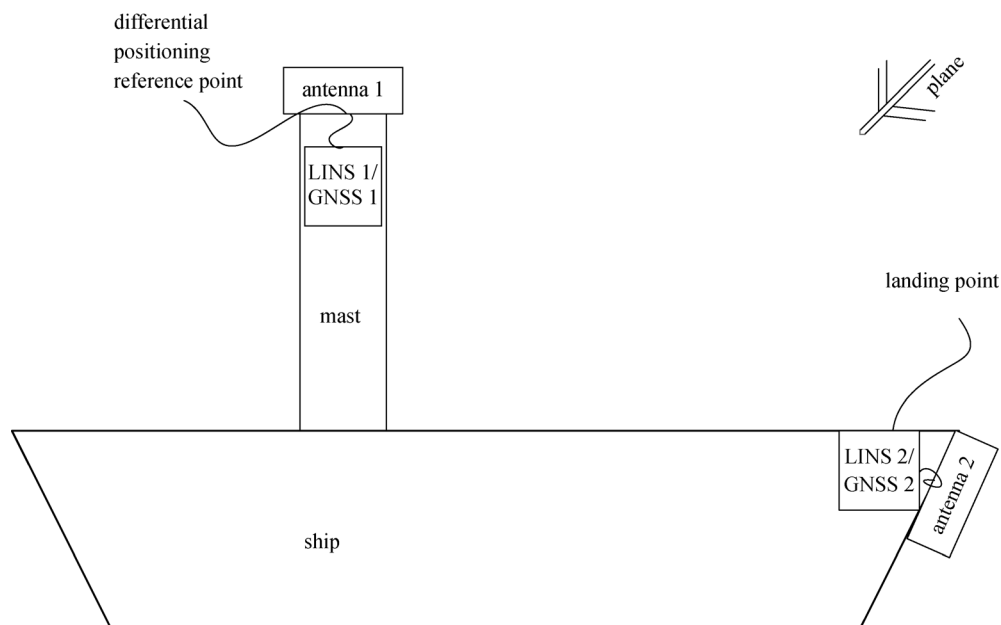 differential
positioning
reference point
antenna 1
plane
LINS 1/
GNSS 1
mast
landing point
LINS 2/
GNSS 2
antenna 2
ship